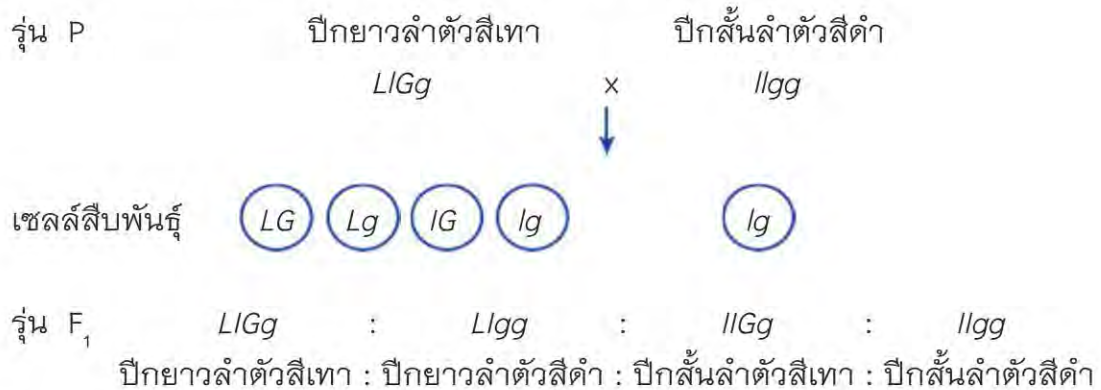 รุ่น P ปีกยาวลำตัวสีเทา ปีกสั้นลำตัวสีดำ
LlGg x llgg
เซลล์สืบพันธุ์ LG Lg lG lg lg
รุ่น F₁ LlGg : Llgg : llGg : llgg
ปีกยาวลำตัวสีเทา : ปีกยาวลำตัวสีดำ : ปีกสั้นลำตัวสีเทา : ปีกสั้นลำตัวสีดำ